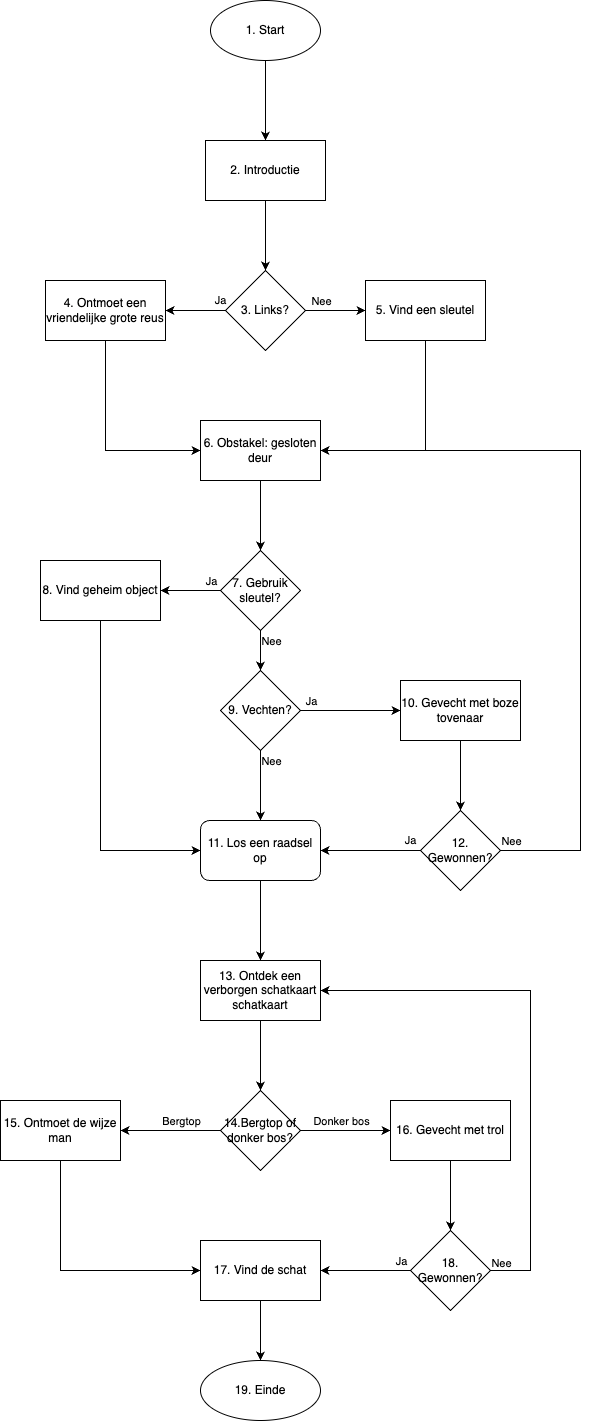 1. Start
2. Introductie
Ja
3. Links?
Nee
4. Ontmoet een
vriendelijke grote reus
5. Vind een sleutel
6. Obstakel: gesloten
deur
Ja
7. Gebruik
sleutel?
8. Vind geheim object
Nee
9. Vechten?
Ja
10. Gevecht met boze
tovenaar
Nee
11. Los een raadsel
op
Ja
12.
Gewonnen?
Nee
13. Ontdek een
verborgen schatkaart
schatkaart
Bergtop
14.Bergtop of
donker bos?
Donker bos
15. Ontmoet de wijze
man
16. Gevecht met trol
17. Vind de schat
Ja
18.
Gewonnen?
Nee
19. Einde